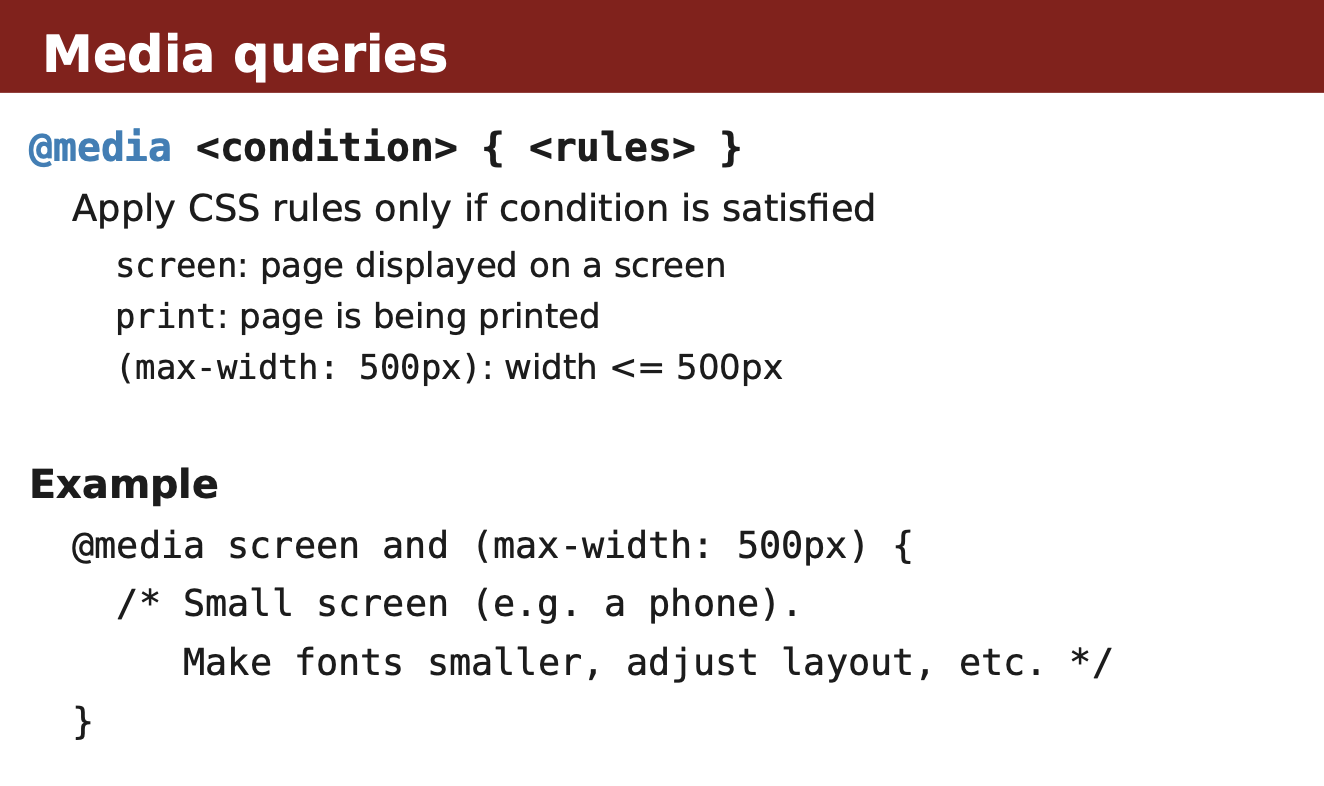 Media queries
@media <condition> { <rules> }
Apply CSS rules only if condition is satisfied
screen: page displayed on a screen
print: page is being printed
(max-width: 500px): width <= 500px
Example
@media screen and (max-width: 500px) {
/* Small screen (e.g. a phone).
Make fonts smaller, adjust layout, etc. */
}